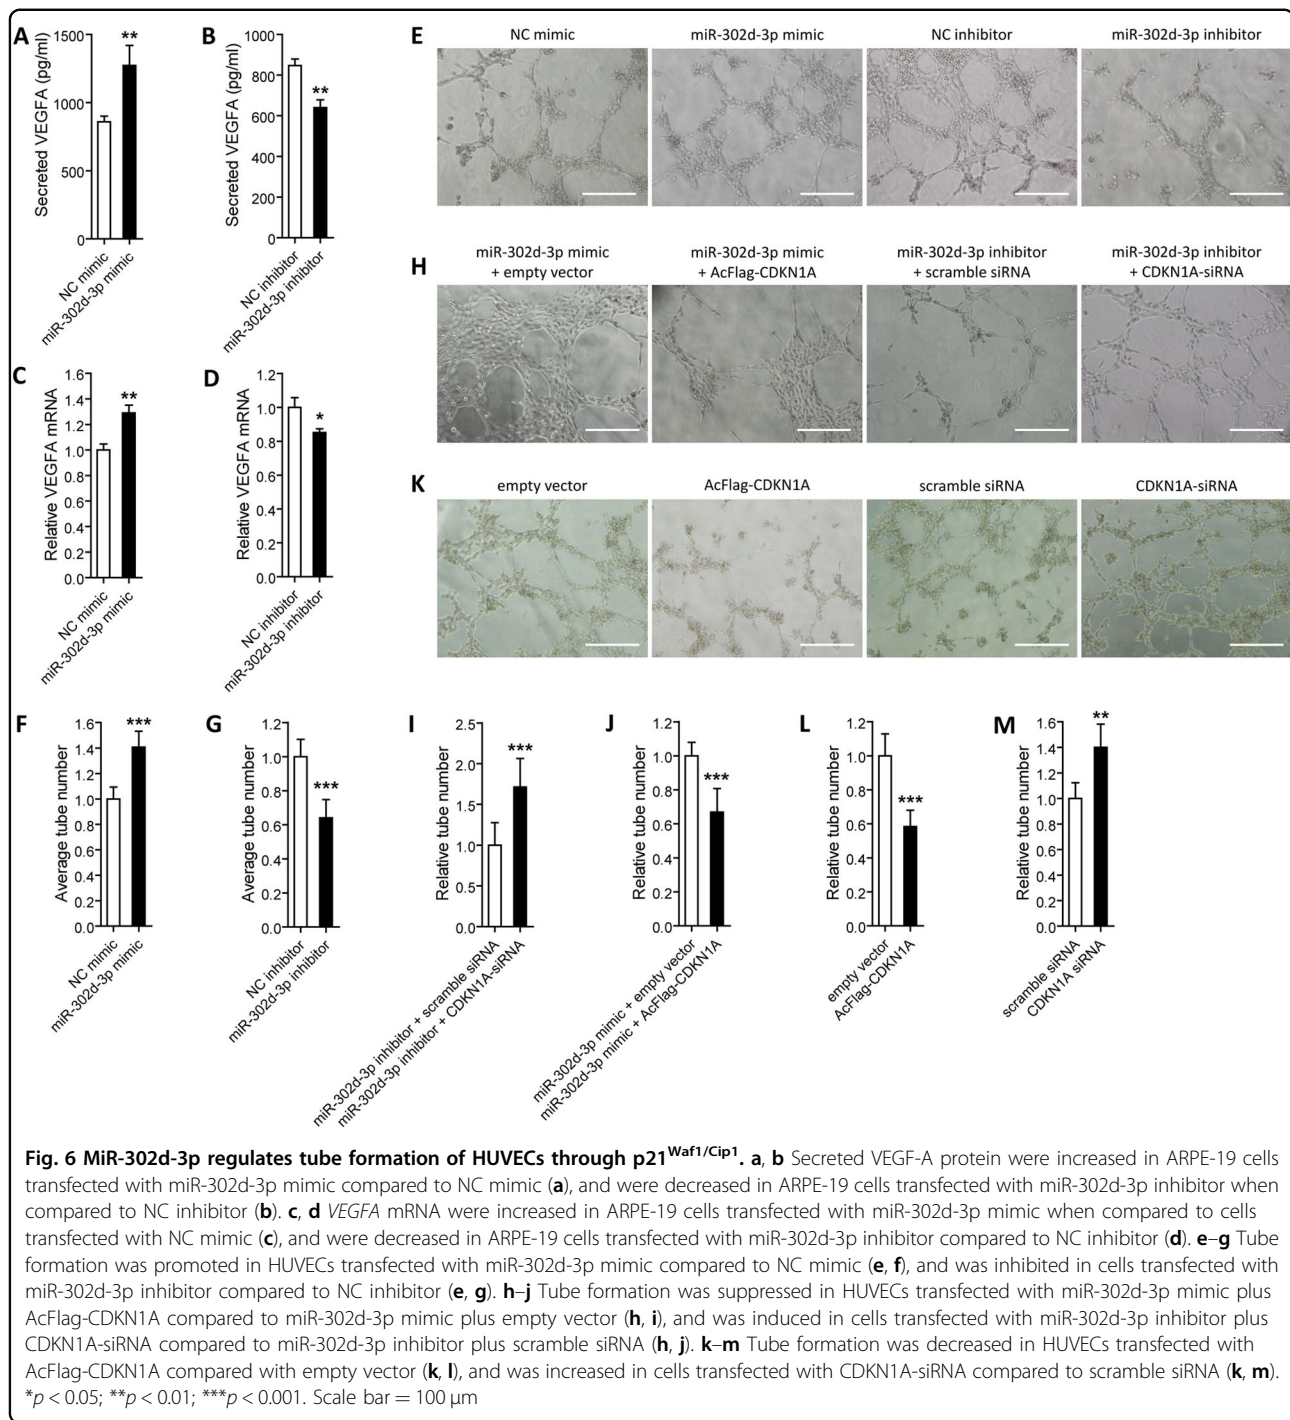 A
Secreted VEGFA (pg/ml)
1500
1000
500
0
**
NC mimic
miR-302d-3p mimic
B
Secreted VEGFA (pg/ml)
1000
800
600
400
200
0
**
NC inhibitor
miR-302d-3p inhibitor
E
NC mimic
miR-302d-3p mimic
NC inhibitor
miR-302d-3p inhibitor
C
Relative VEGFA mRNA
1.6
1.4
1.2
1.0
0.8
0.6
0.4
0.2
0.0
**
NC mimic
miR-302d-3p mimic
D
Relative VEGFA mRNA
1.2
1.0
0.8
0.6
0.4
0.2
0.0
*
NC inhibitor
miR-302d-3p inhibitor
H
miR-302d-3p mimic
+ empty vector
miR-302d-3p mimic
+ AcFlag-CDKN1A
miR-302d-3p inhibitor
+ scramble siRNA
miR-302d-3p inhibitor
+ CDKN1A-siRNA
K
empty vector
AcFlag-CDKN1A
scramble siRNA
CDKN1A-siRNA
F
Average tube number
1.6
1.4
1.2
1.0
0.8
0.6
0.4
0.2
0.0
***
NC mimic
miR-302d-3p mimic
G
Average tube number
1.2
1.0
0.8
0.6
0.4
0.2
0.0
***
NC inhibitor
miR-302d-3p inhibitor
I
Relative tube number
2.5
2.0
1.5
1.0
0.5
0.0
***
miR-302d-3p inhibitor + scramble siRNA
miR-302d-3p inhibitor + CDKN1A-siRNA
J
Relative tube number
1.2
1.0
0.8
0.6
0.4
0.2
0.0
***
miR-302d-3p mimic + empty vector
miR-302d-3p mimic + AcFlag-CDKN1A
L
Relative tube number
1.2
1.0
0.8
0.6
0.4
0.2
0.0
***
empty vector
AcFlag-CDKN1A
M
Relative tube number
1.6
1.4
1.2
1.0
0.8
0.6
0.4
0.2
0.0
**
scramble siRNA
CDKN1A siRNA
Fig. 6 MiR-302d-3p regulates tube formation of HUVECs through p21Waf1/Cip1. a, b Secreted VEGF-A protein were increased in ARPE-19 cells
transfected with miR-302d-3p mimic compared to NC mimic (a), and were decreased in ARPE-19 cells transfected with miR-302d-3p inhibitor when
compared to NC inhibitor (b). c, d VEGFA mRNA were increased in ARPE-19 cells transfected with miR-302d-3p mimic when compared to cells
transfected with NC mimic (c), and were decreased in ARPE-19 cells transfected with miR-302d-3p inhibitor compared to NC inhibitor (d). e–g Tube
formation was promoted in HUVECs transfected with miR-302d-3p mimic compared to NC mimic (e, f), and was inhibited in cells transfected with
miR-302d-3p inhibitor compared to NC inhibitor (e, g). h–j Tube formation was suppressed in HUVECs transfected with miR-302d-3p mimic plus
AcFlag-CDKN1A compared to miR-302d-3p mimic plus empty vector (h, i), and was induced in cells transfected with miR-302d-3p inhibitor plus
CDKN1A-siRNA compared to miR-302d-3p inhibitor plus scramble siRNA (h, j). k–m Tube formation was decreased in HUVECs transfected with
AcFlag-CDKN1A compared with empty vector (k, l), and was increased in cells transfected with CDKN1A-siRNA compared to scramble siRNA (k, m).
*p < 0.05; **p < 0.01; ***p < 0.001. Scale bar = 100 μm